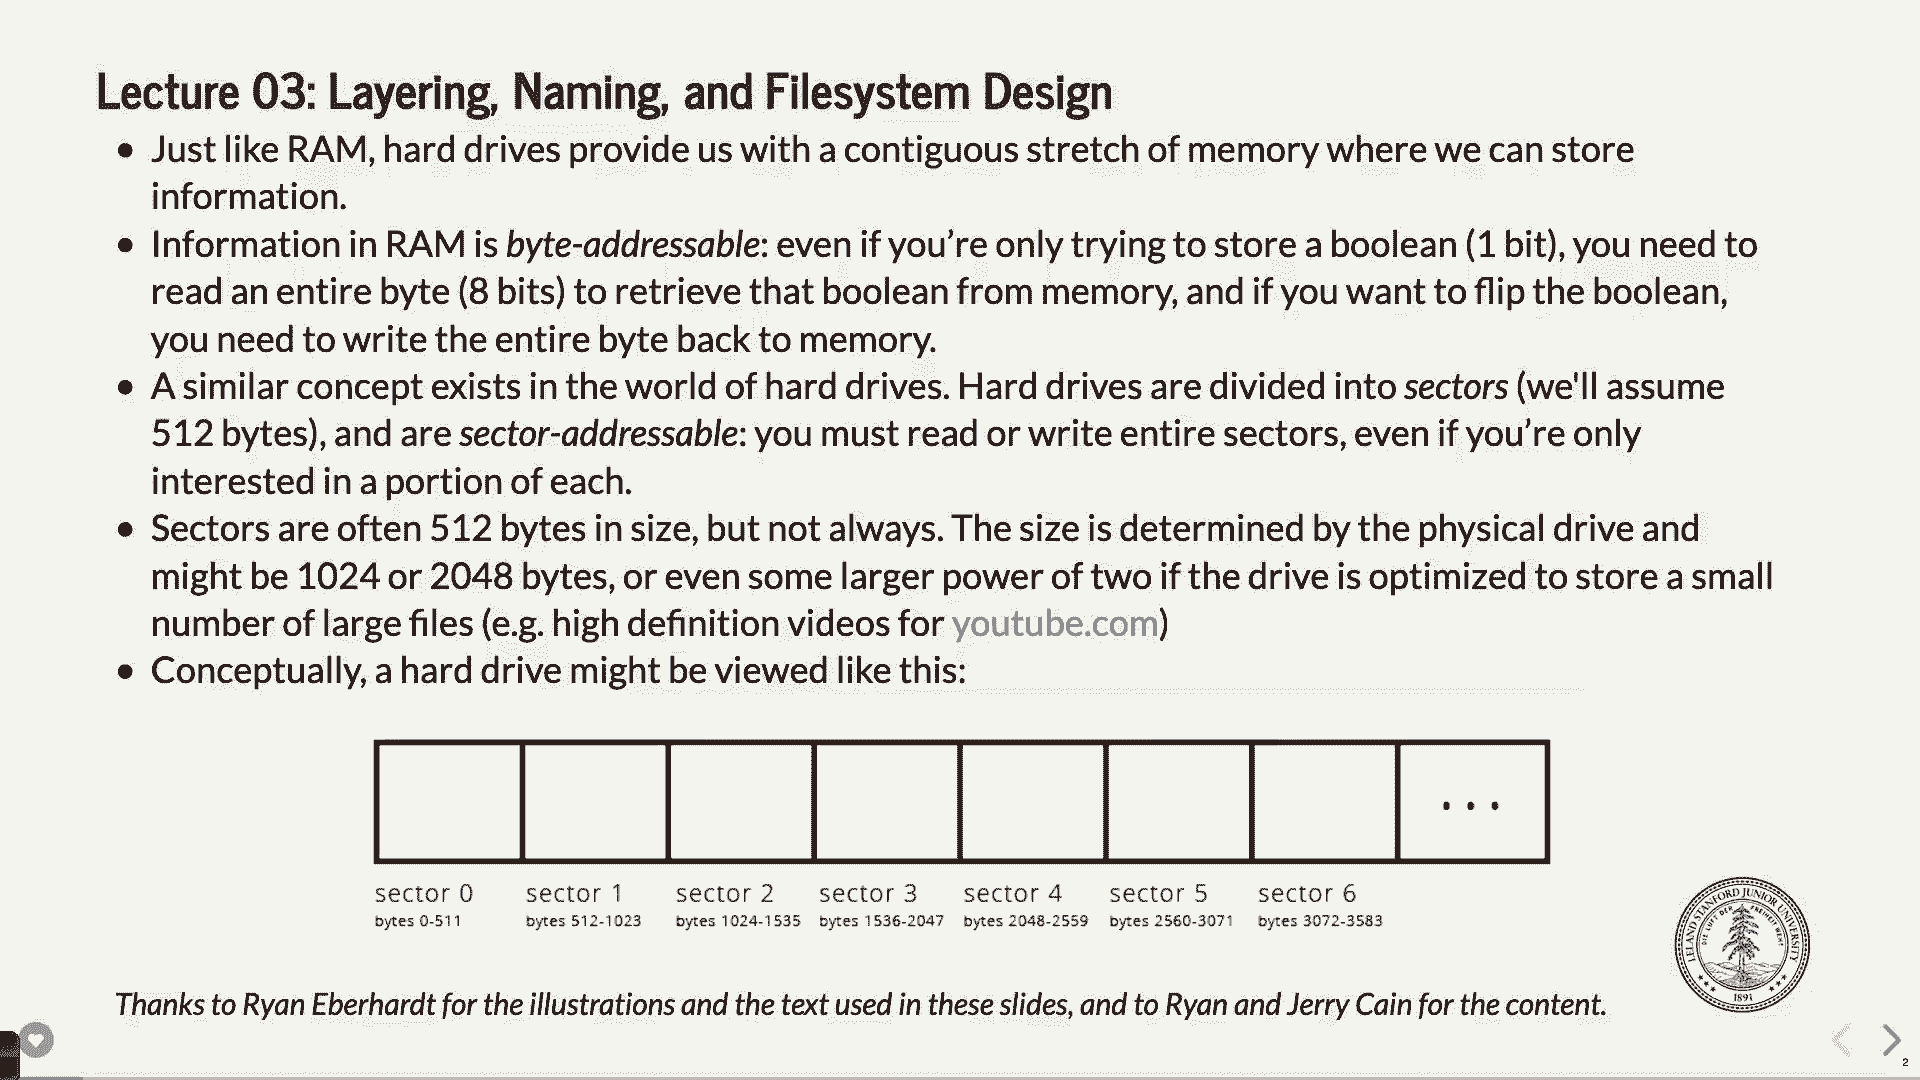 Lecture 03: Layering, Naming, and Filesystem Design
• Just like RAM, hard drives provide us with a contiguous stretch of memory where we can store
information.
• Information in RAM is byte-addressable: even if you’re only trying to store a boolean (1 bit), you need to
read an entire byte (8 bits) to retrieve that boolean from memory, and if you want to flip the boolean,
you need to write the entire byte back to memory.
• A similar concept exists in the world of hard drives. Hard drives are divided into sectors (we'll assume
512 bytes), and are sector-addressable: you must read or write entire sectors, even if you’re only
interested in a portion of each.
• Sectors are often 512 bytes in size, but not always. The size is determined by the physical drive and
might be 1024 or 2048 bytes, or even some larger power of two if the drive is optimized to store a small
number of large files (e.g. high definition videos for youtube.com)
• Conceptually, a hard drive might be viewed like this:
...
sector 0 sector 1 sector 2 sector 3 sector 4 sector 5 sector 6
bytes 0-511 bytes 512-1023 bytes 1024-1535 bytes 1536-2047 bytes 2048-2559 bytes 2560-3071 bytes 3072-3583
LELAND STANFORD JUNIOR UNIVERSITY
DIE LUFT DER FREIHEIT WEHT
1891
Thanks to Ryan Eberhardt for the illustrations and the text used in these slides, and to Ryan and Jerry Cain for the content.
2